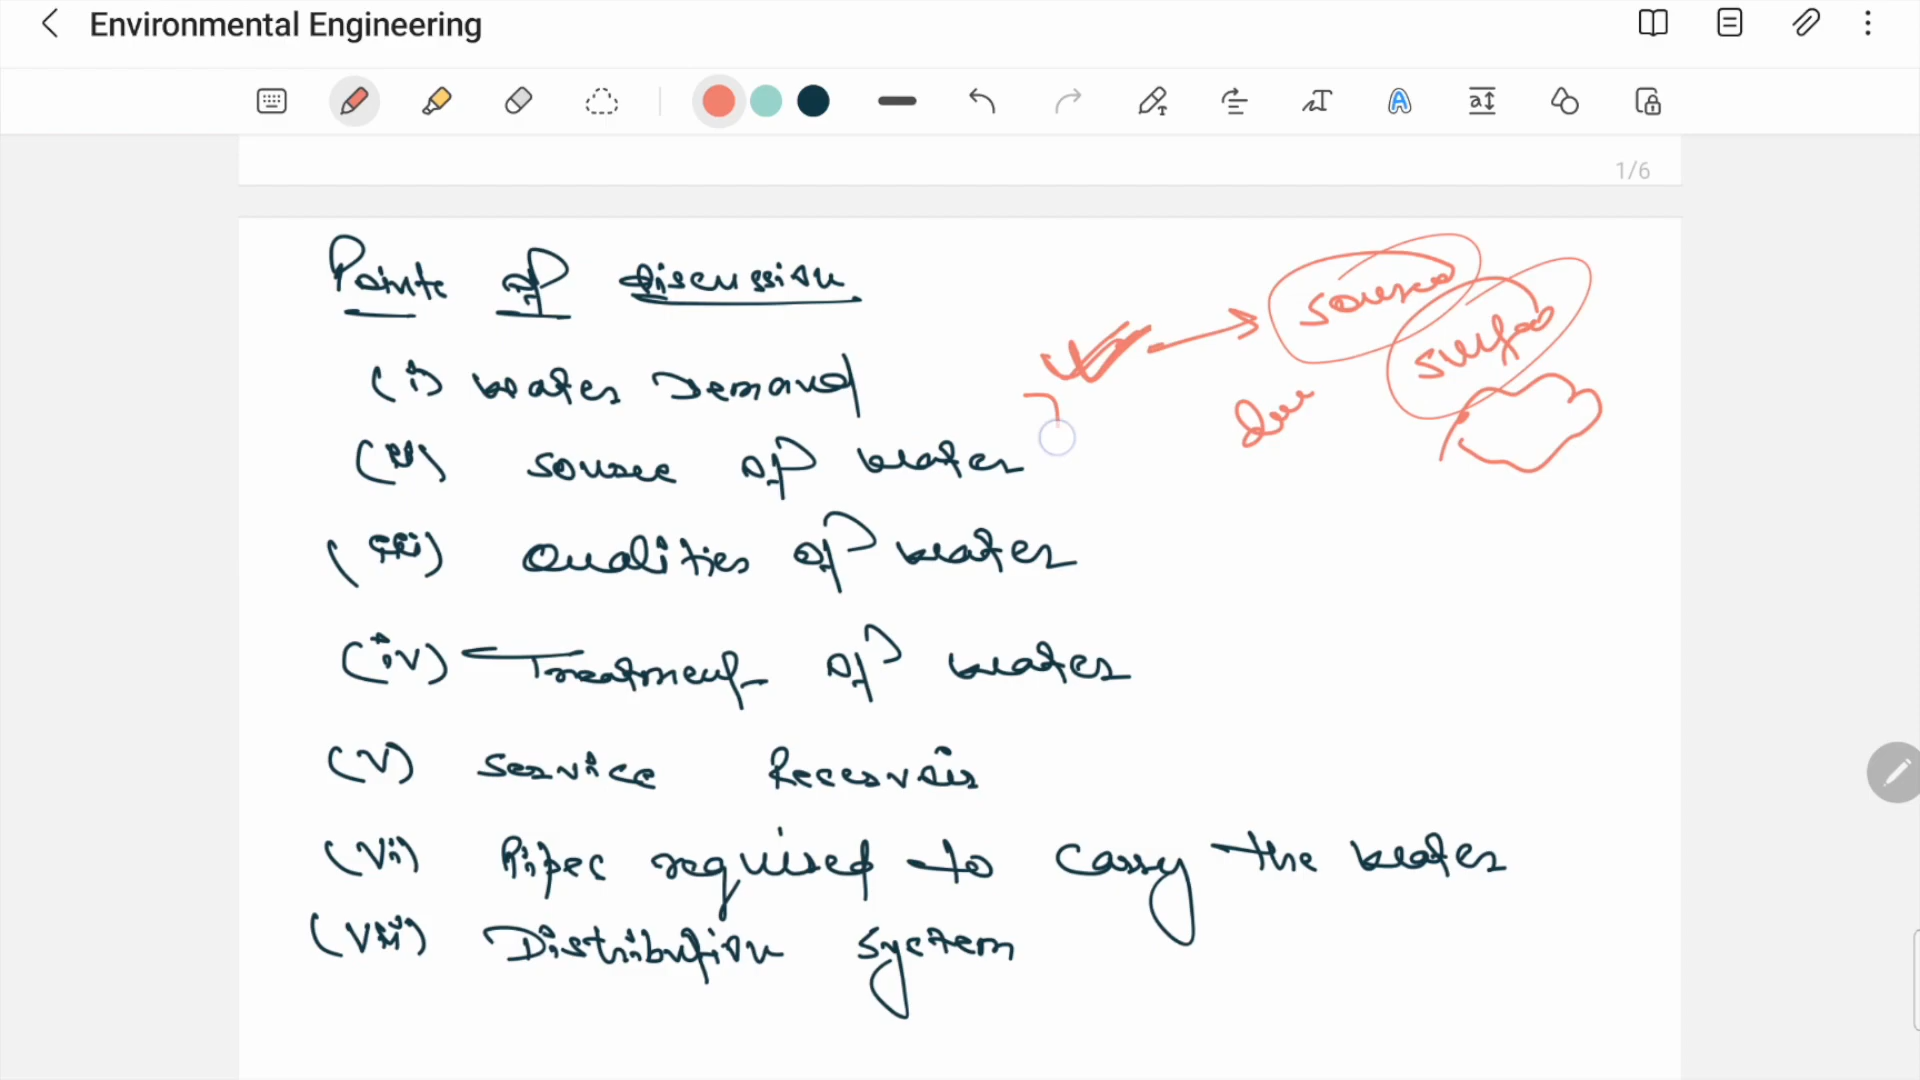 Environmental Engineering
1/6
Points of discussion
(i) Water Demand
(ii) source of water
(iii) Qualities of water
(iv) Treatment of water
(v) Service Reservoir
(vi) Pipes required to carry the water
(vii) Distribution System
source